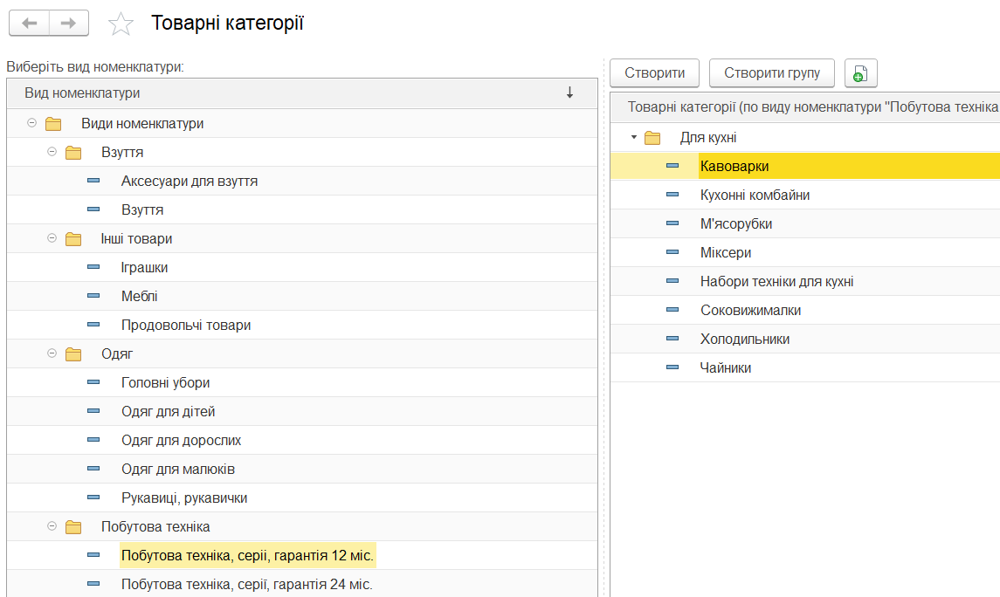 Товарні категорії
Виберіть вид номенклатури:
Вид номенклатури
Види номенклатури
Взуття
Аксесуари для взуття
Взуття
Інші товари
Іграшки
Меблі
Продовольчі товари
Одяг
Головні убори
Одяг для дітей
Одяг для дорослих
Одяг для малюків
Рукавиці, рукавички
Побутова техніка
Побутова техніка, серіі, гарантія 12 міс.
Побутова техніка, серії, гарантія 24 міс.
Створити Створити групу
Товарні категорії (по виду номенклатури "Побутова техніка
Для кухні
Кавоварки
Кухонні комбайни
М'ясорубки
Міксери
Набори техніки для кухні
Соковижималки
Холодильники
Чайники